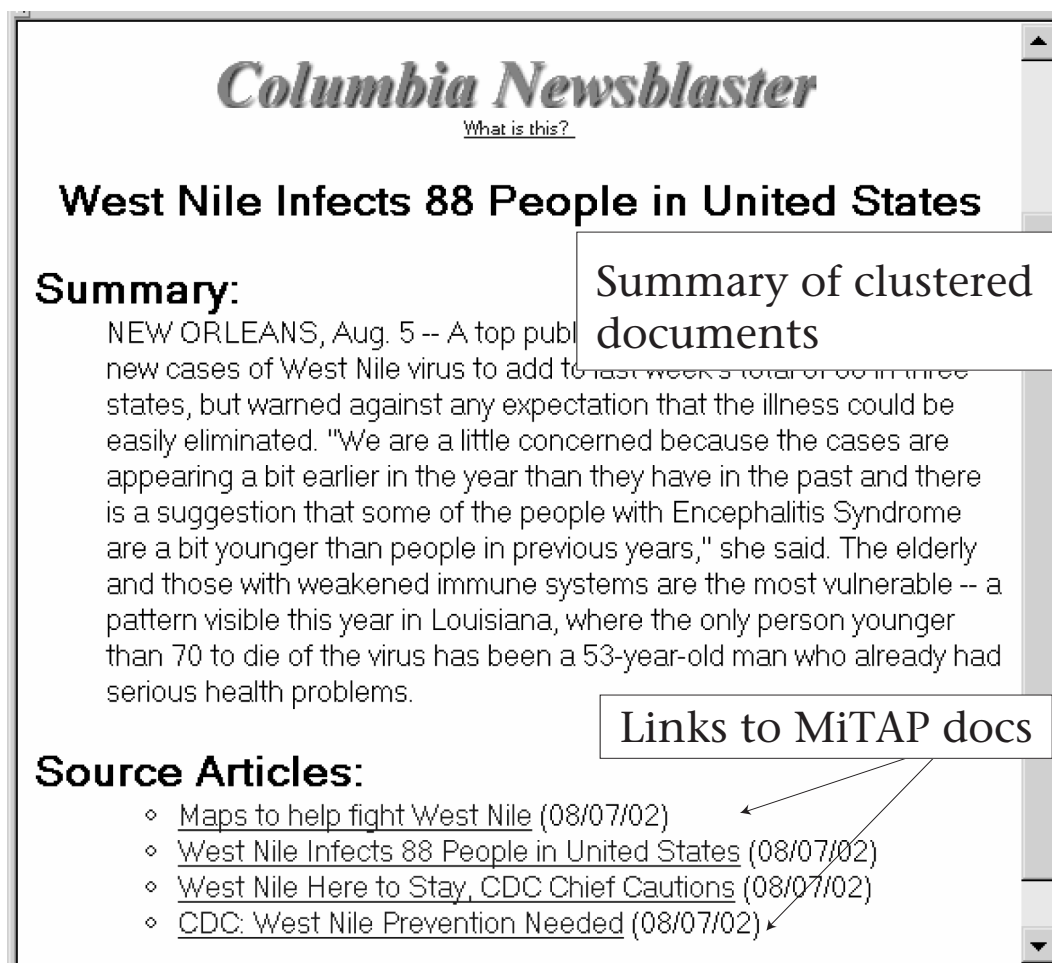 Columbia Newsblaster
What is this?
West Nile Infects 88 People in United States
Summary of clustered
documents
Summary:
NEW ORLEANS, Aug. 5 -- A top publ
new cases of West Nile virus to add to last week's total of in three
states, but warned against any expectation that the illness could be
easily eliminated. "We are a little concerned because the cases are
appearing a bit earlier in the year than they have in the past and there
is a suggestion that some of the people with Encephalitis Syndrome
are a bit younger than people in previous years," she said. The elderly
and those with weakened immune systems are the most vulnerable -- a
pattern visible this year in Louisiana, where the only person younger
than 70 to die of the virus has been a 53-year-old man who already had
serious health problems.
Links to MiTAP docs
Source Articles:
Maps to help fight West Nile (08/07/02)
West Nile Infects 88 People in United States (08/07/02)
West Nile Here to Stay, CDC Chief Cautions (08/07/02)
CDC: West Nile Prevention Needed (08/07/02)